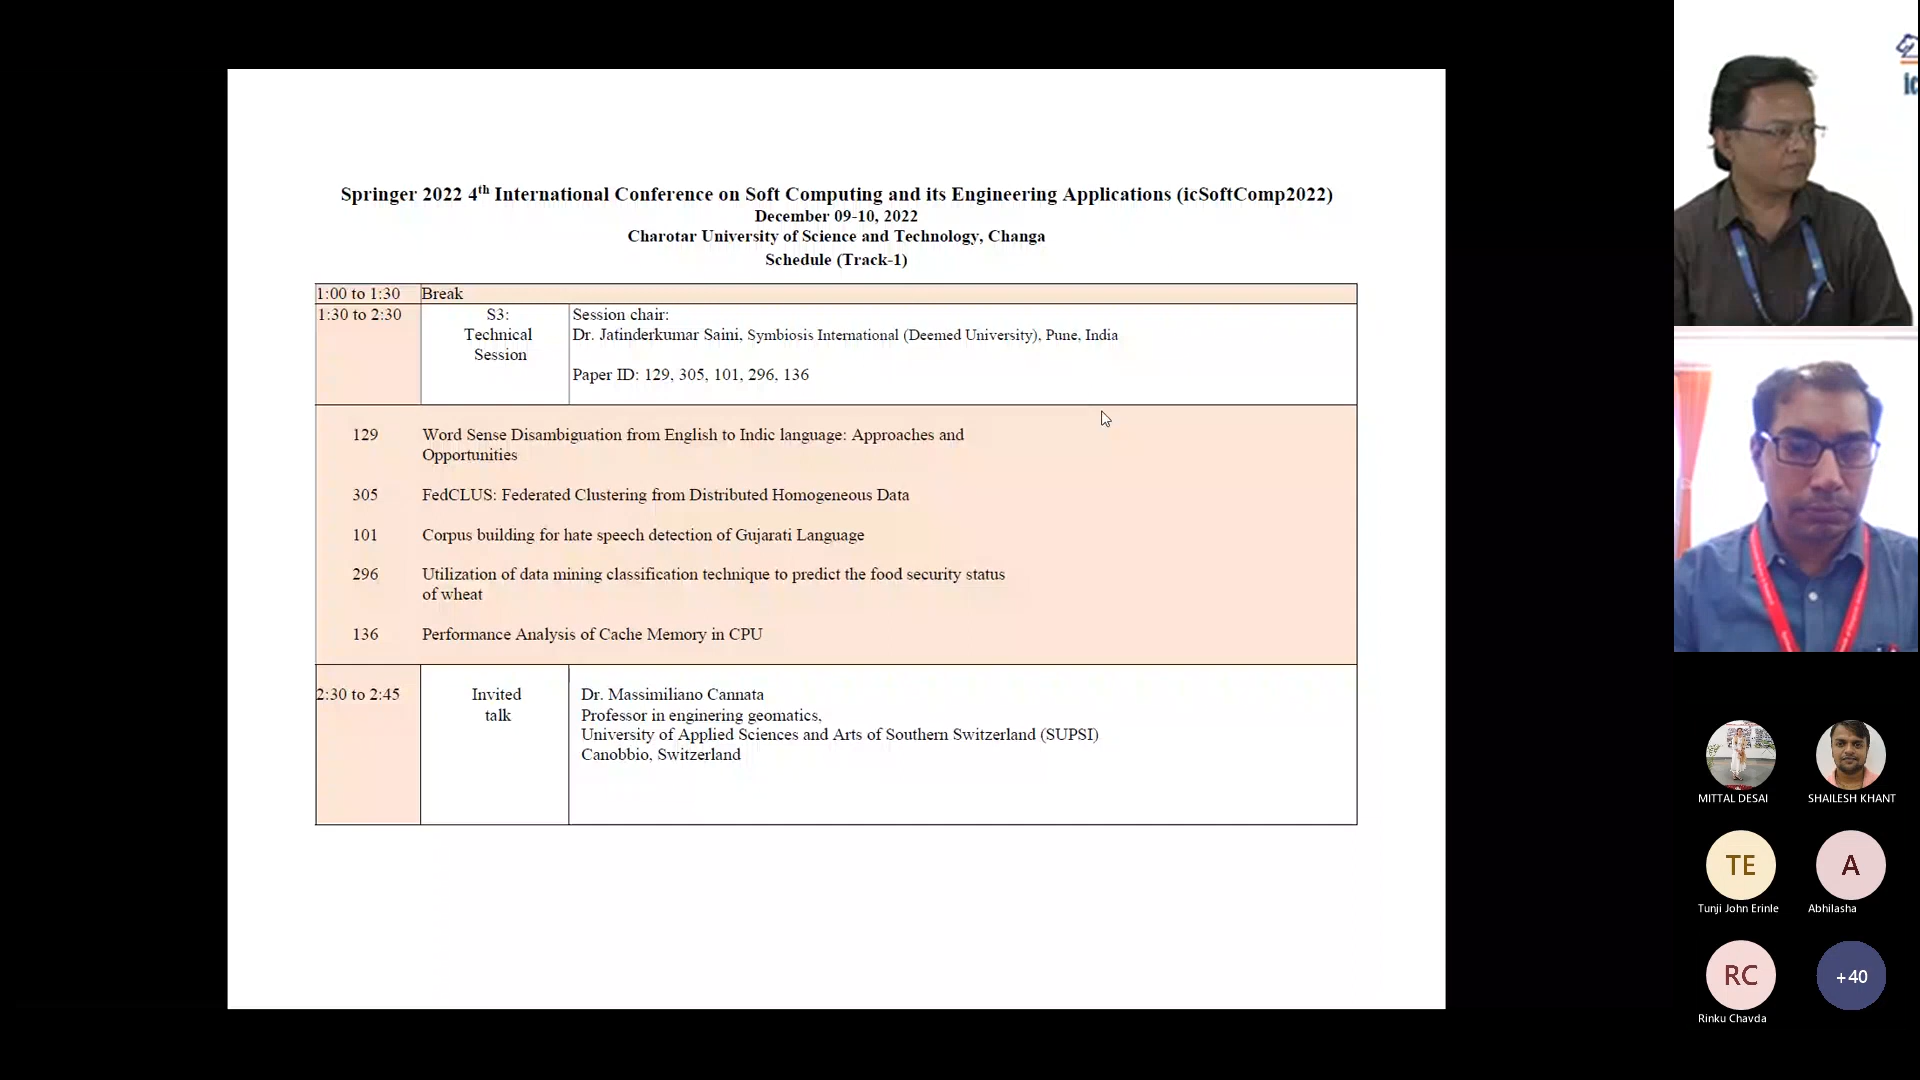 Springer 2022 4th International Conference on Soft Computing and its Engineering Applications (icSoftComp2022)
December 09-10, 2022
Charotar University of Science and Technology, Changa
Schedule (Track-1)
1:00 to 1:30 Break
1:30 to 2:30 S3: Session chair:
Technical Dr. Jatinderkumar Saini, Symbiosis International (Deemed University), Pune, India
Session
Paper ID: 129, 305, 101, 296, 136
129 Word Sense Disambiguation from English to Indic language: Approaches and
Opportunities
305 FedCLUS: Federated Clustering from Distributed Homogeneous Data
101 Corpus building for hate speech detection of Gujarati Language
296 Utilization of data mining classification technique to predict the food security status
of wheat
136 Performance Analysis of Cache Memory in CPU
2:30 to 2:45 Invited Dr. Massimiliano Cannata
talk Professor in enginering geomatics,
University of Applied Sciences and Arts of Southern Switzerland (SUPSI)
Canobbio, Switzerland
ic
MITTAL DESAI SHAILESH KHANT
TE A
Tunji John Erinle Abhilasha
RC +40
Rinku Chavda